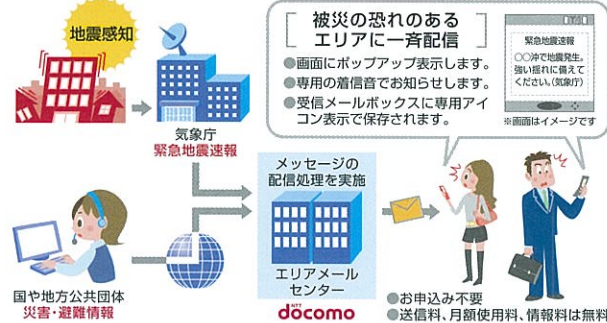 地震感知
被災の恐れのある
エリアに一斉配信
●画面にポップアップ表示します。
●専用の着信音でお知らせします。
●受信メールボックスに専用アイ
コン表示で保存されます。
緊急地震速報
○○沖で地震発生。
強い揺れに備えて
ください。(気象庁)
※画面はイメージです
気象庁
緊急地震速報
メッセージの
配信処理を実施
エリアメール
センター
NTT
docomo
国や地方公共団体
災害・避難情報
●お申込み不要
●送信料、月額使用料、情報料は無料